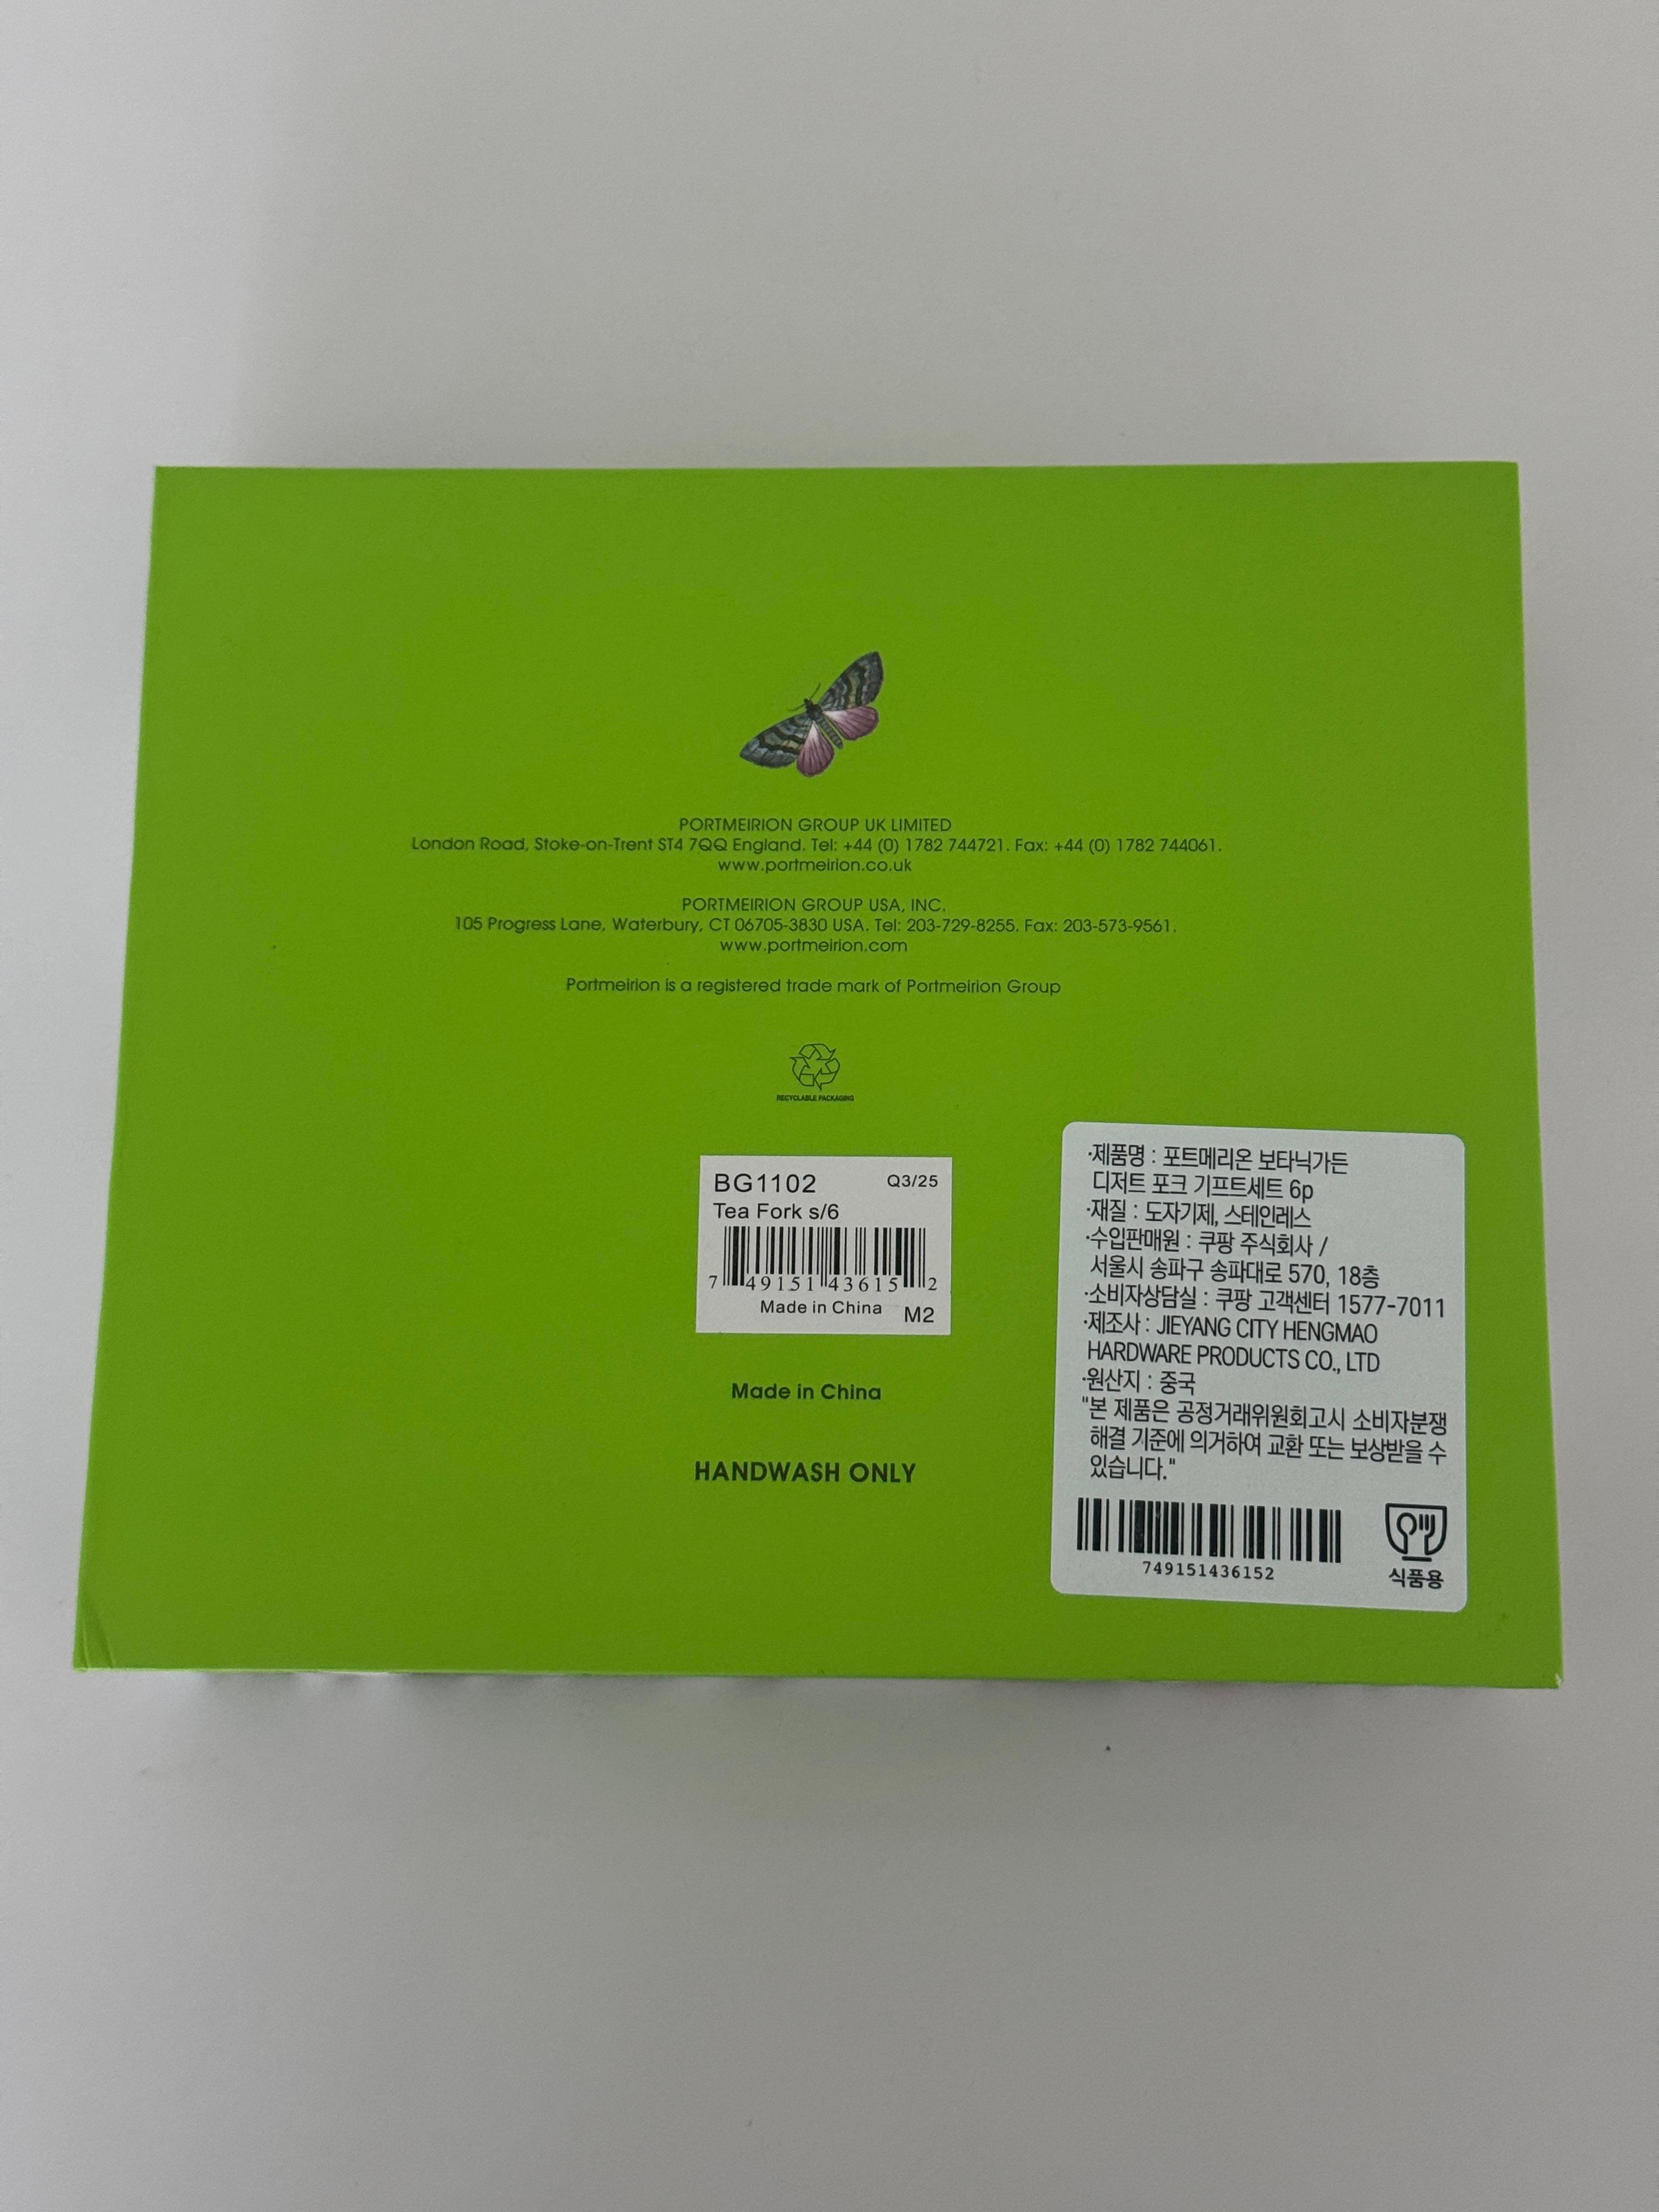 PORTMEIRION GROUP UK LIMITED
London Road, Stoke-on-Trent ST4 7QQ England. Tel: +44 (0) 1782 744721. Fax: +44 (0) 1782 744061.
www.portmeirion.co.uk
PORTMEIRION GROUP USA, INC.
105 Progress Lane, Waterbury, CT 06705-3830 USA. Tel: 203-729-8255. Fax: 203-573-9561.
www.portmeirion.com
Portmeirion is a registered trade mark of Portmeirion Group
RECYCLABLE PACKAGING
BG1102 Q3/25
Tea Fork s/6
7 49151 43615 2
Made in China M2
Made in China
HANDWASH ONLY
·제품명 : 포트메리온 보타닉가든
디저트 포크 기프트세트 6p
·재질 : 도자기제, 스테인레스
·수입판매원 : 쿠팡 주식회사 /
서울시 송파구 송파대로 570, 18층
·소비자상담실 : 쿠팡 고객센터 1577-7011
·제조사 : JIEYANG CITY HENGMAO
HARDWARE PRODUCTS CO., LTD
·원산지 : 중국
"본 제품은 공정거래위원회고시 소비자분쟁
해결 기준에 의거하여 교환 또는 보상받을 수
있습니다."
749151436152
식품용